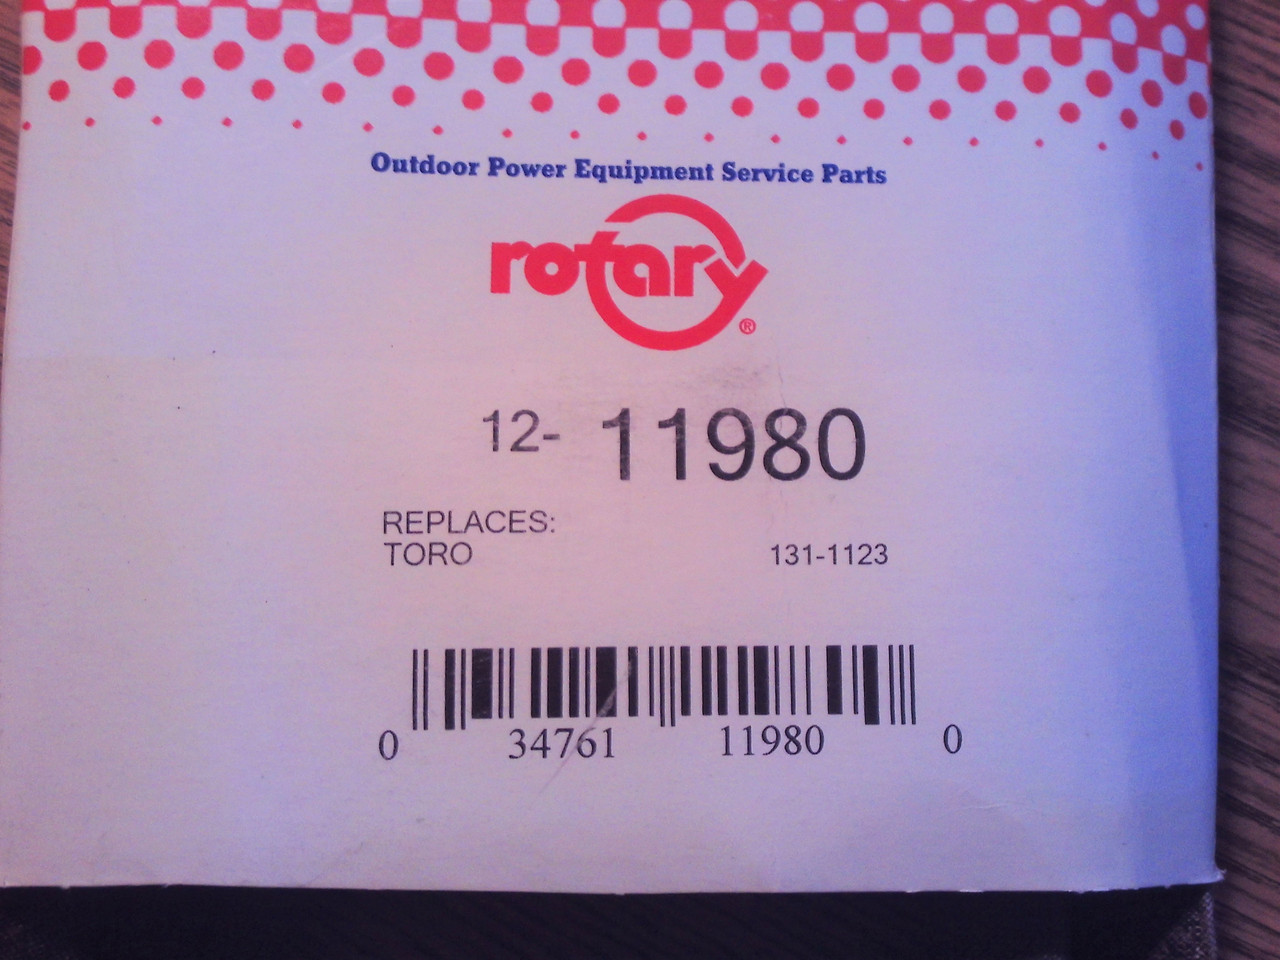 Outdoor Power Equipment Service Parts
rotary®
12- 11980
REPLACES:
TORO 131-1123
0 34761 11980 0